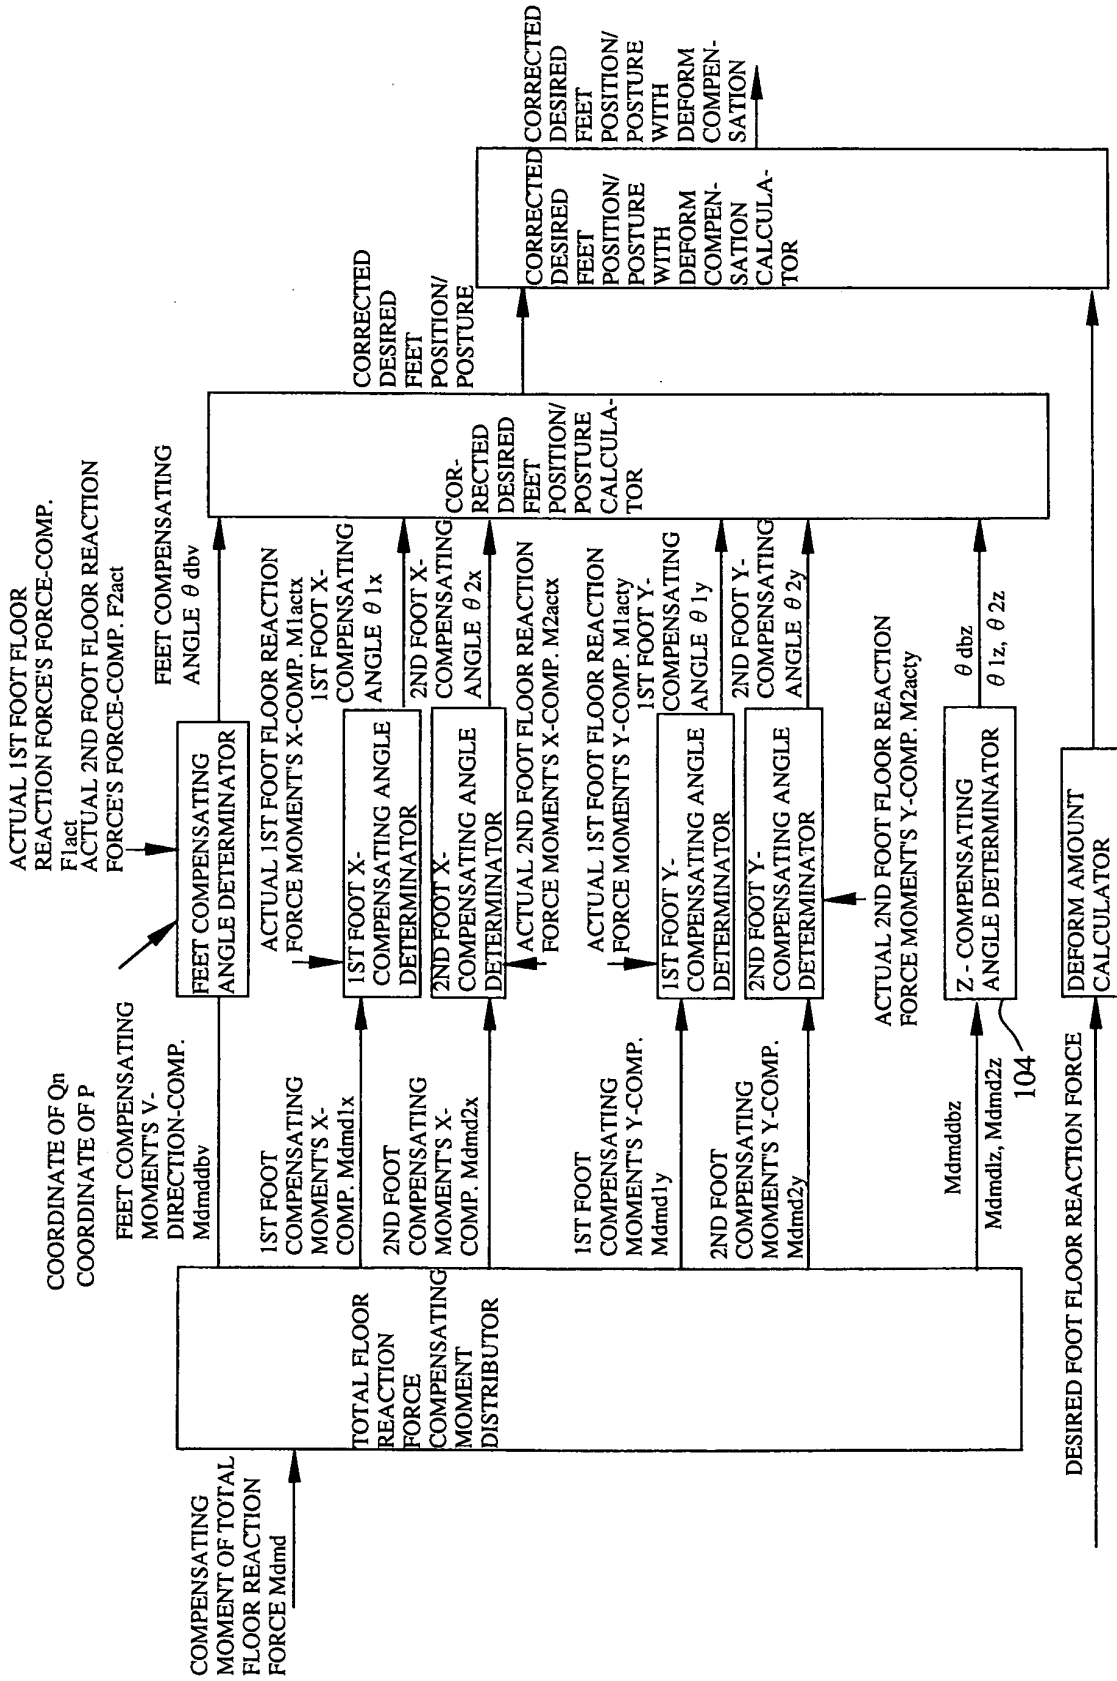 COMPENSATING
MOMENT OF TOTAL
FLOOR REACTION
FORCE Mdmd
TOTAL FLOOR
REACTION
FORCE
COMPENSATING
MOMENT
DISTRIBUTOR
COORDINATE OF Qn
COORDINATE OF P
FEET COMPENSATING
MOMENT'S V-
DIRECTION-COMP.
Mdmddbv
1ST FOOT
COMPENSATING
MOMENT'S X-
COMP. Mdmd1x
2ND FOOT
COMPENSATING
MOMENT'S X-
COMP. Mdmd2x
1ST FOOT
COMPENSATING
MOMENT'S Y-COMP.
Mdmd1y
2ND FOOT
COMPENSATING
MOMENT'S Y-COMP.
Mdmd2y
Mdmddbz
Mdmdlz, Mdmd2z
104
DESIRED FOOT FLOOR REACTION FORCE
ACTUAL 1ST FOOT FLOOR
REACTION FORCE'S FORCE-COMP.
F1act
ACTUAL 2ND FOOT FLOOR REACTION
FORCE'S FORCE-COMP. F2act
FEET COMPENSATING
ANGLE DETERMINATOR
ACTUAL 1ST FOOT FLOOR REACTION
FORCE MOMENT'S X-COMP. M1actx
1ST FOOT X-
COMPENSATING ANGLE
DETERMINATOR
2ND FOOT X-
COMPENSATING ANGLE
DETERMINATOR
ACTUAL 2ND FOOT FLOOR REACTION
FORCE MOMENT'S X-COMP. M2actx
ACTUAL 1ST FOOT FLOOR REACTION
FORCE MOMENT'S Y-COMP. M1acty
1ST FOOT Y-
COMPENSATING ANGLE
DETERMINATOR
2ND FOOT Y-
COMPENSATING ANGLE
DETERMINATOR
ACTUAL 2ND FOOT FLOOR REACTION
FORCE MOMENT'S Y-COMP. M2acty
Z - COMPENSATING
ANGLE DETERMINATOR
DEFORM AMOUNT
CALCULATOR
FEET COMPENSATING
ANGLE θ dbv
1ST FOOT X-
COMPENSATING
ANGLE θ 1x
2ND FOOT X-
COMPENSATING
ANGLE θ 2x
1ST FOOT Y-
COMPENSATING
ANGLE θ 1y
2ND FOOT Y-
COMPENSATING
ANGLE θ 2y
θ dbz
θ 1z, θ 2z
COR-
RECTED
DESIRED
FEET
POSITION/
POSTURE
CALCULA-
TOR
CORRECTED
DESIRED
FEET
POSITION/
POSTURE
CORRECTED
DESIRED
FEET
POSITION/
POSTURE
WITH
DEFORM
COMPEN-
SATION
CALCULA-
TOR
CORRECTED
DESIRED
FEET
POSITION/
POSTURE
WITH
DEFORM
COMPEN-
SATION